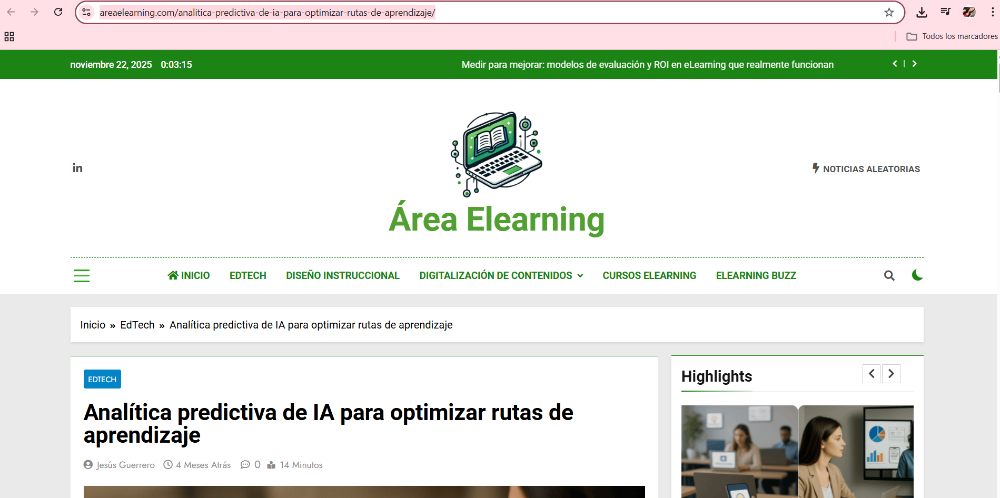 areaelearning.com/analitica-predictiva-de-ia-para-optimizar-rutas-de-aprendizaje/
Todos los marcadores
noviembre 22, 2025 0:03:15
Medir para mejorar: modelos de evaluación y ROI en eLearning que realmente funcionan
in
NOTICIAS ALEATORIAS
Área Elearning
INICIO
EDTECH
DISEÑO INSTRUCCIONAL
DIGITALIZACIÓN DE CONTENIDOS
CURSOS ELEARNING
ELEARNING BUZZ
Inicio » EdTech » Analítica predictiva de IA para optimizar rutas de aprendizaje
EDTECH
Analítica predictiva de IA para optimizar rutas de
aprendizaje
Jesús Guerrero 4 Meses Atrás 0 14 Minutos
Highlights